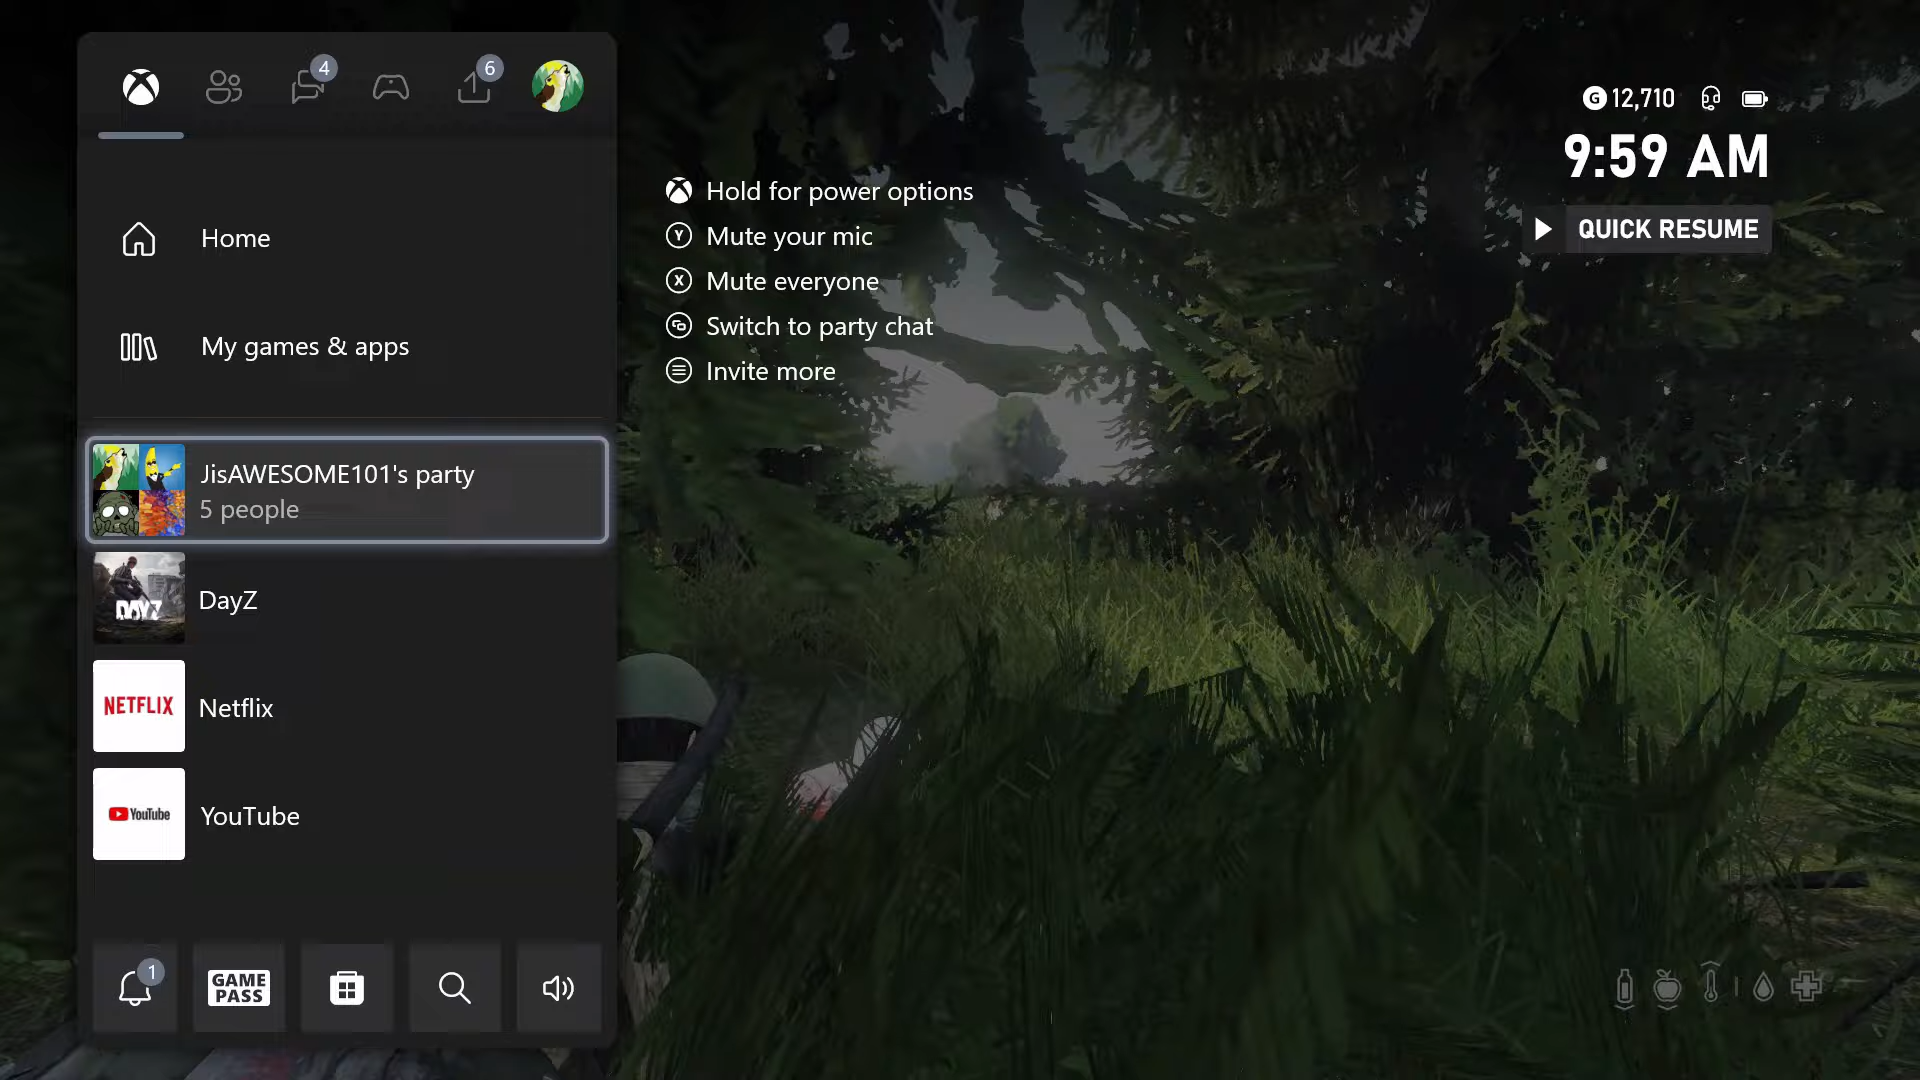 4
6
Home
My games & apps
JisAWESOME101's party
5 people
DAYZ
DayZ
NETFLIX
Netflix
YouTube
YouTube
1
GAME
PASS
Hold for power options
Y Mute your mic
X Mute everyone
Switch to party chat
Invite more
G 12,710
9:59 AM
QUICK RESUME